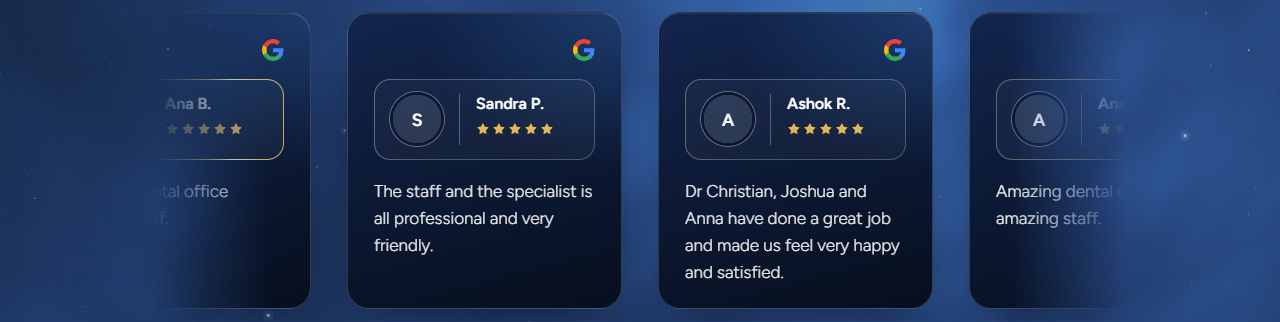 Ana B.
office
S
Sandra P.
The staff and the specialist is
all professional and very
friendly.
A
Ashok R.
Dr Christian, Joshua and
Anna have done a great job
and made us feel very happy
and satisfied.
A
Ana
Amazing dental
amazing staff.